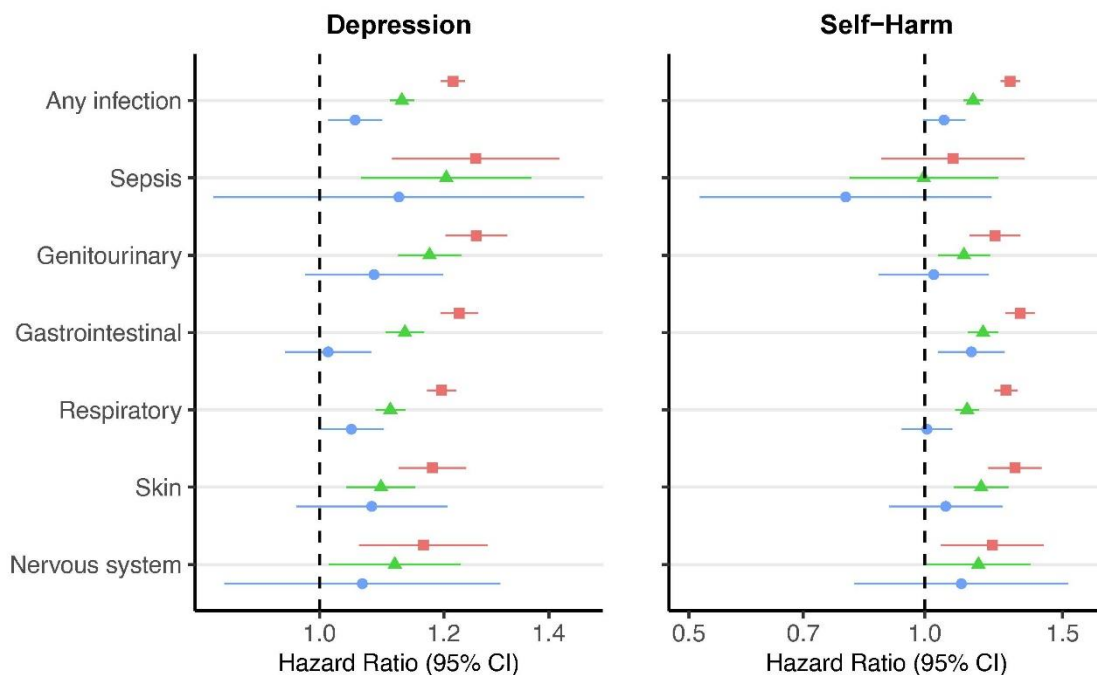 Depression
Self-Harm
Any infection
Sepsis
Genitourinary
Gastrointestinal
Respiratory
Skin
Nervous system
1.0 1.2 1.4
0.5 0.7 1.0 1.5
Hazard Ratio (95% CI)
Hazard Ratio (95% CI)